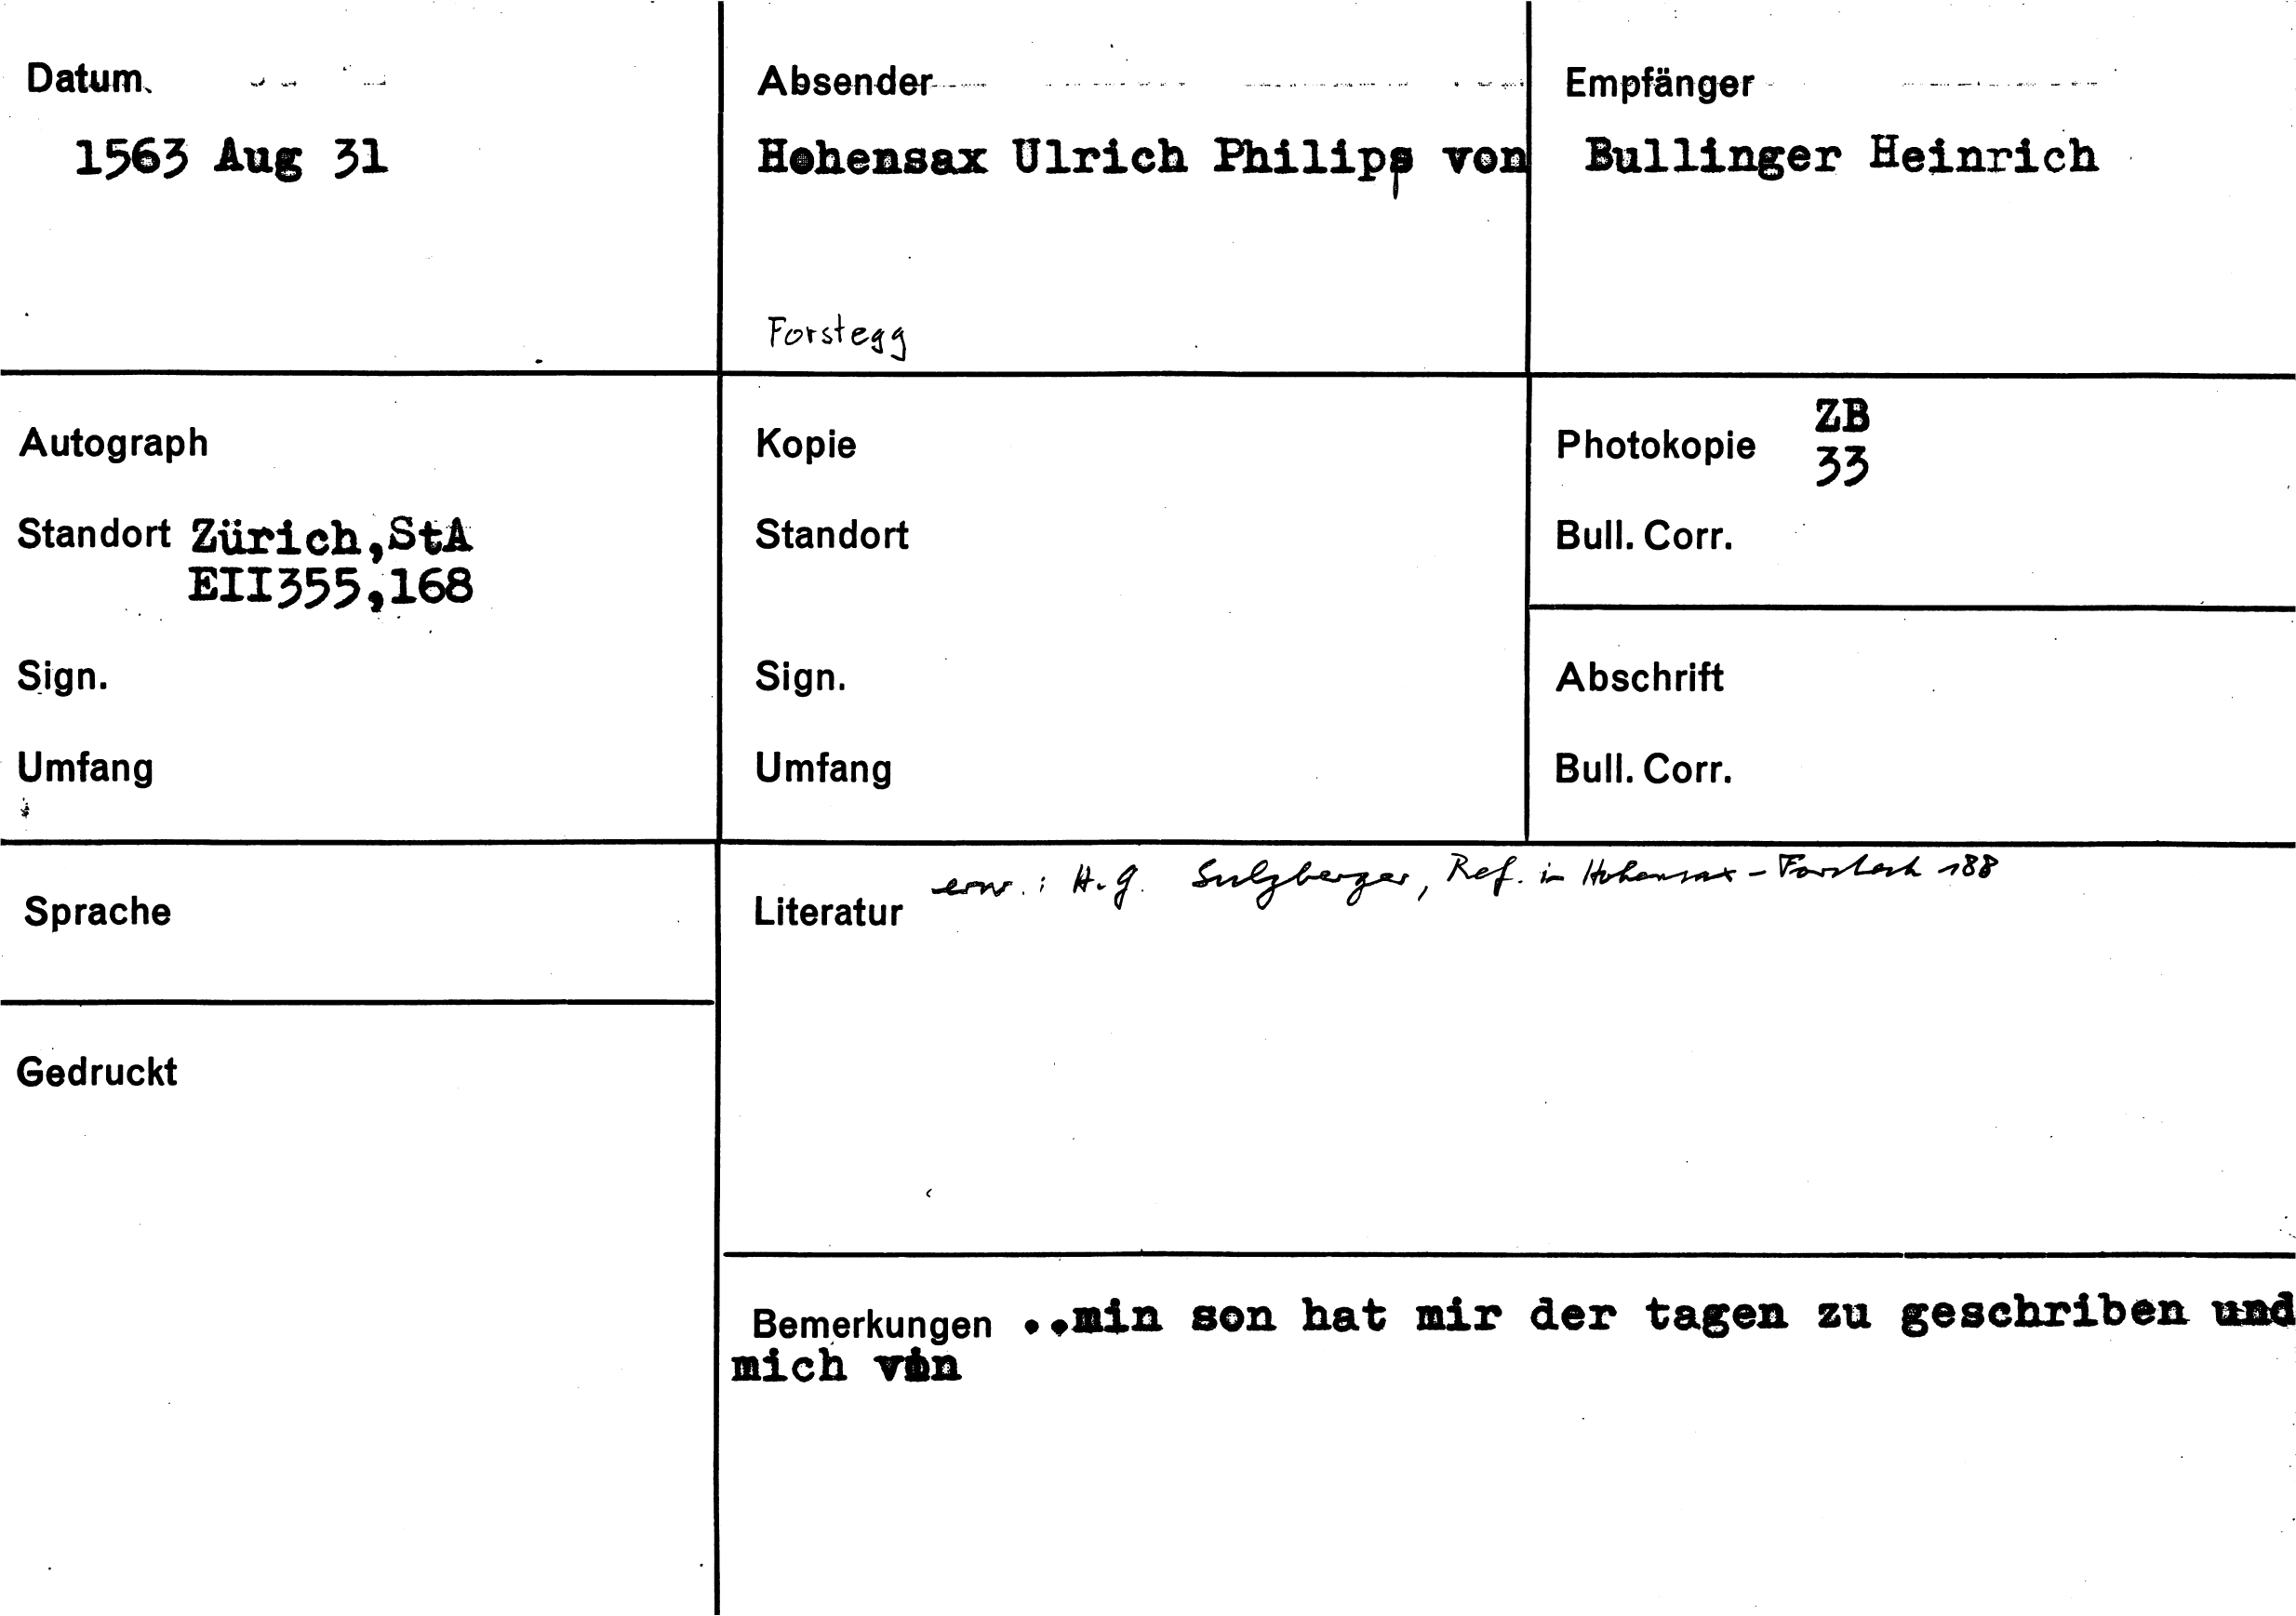 Datum
1563 Aug 31
Absender
Hohensax Ulrich Philipp von
Forstegg
Empfänger
Bullinger Heinrich
Autograph
Standort Zürich,StA
EII355,168
Sign.
Umfang
Kopie
Standort
Sign.
Umfang
Photokopie ZB
33
Bull. Corr.
Abschrift
Bull. Corr.
Sprache
Gedruckt
Literatur erw.: H.G. Sulzberger, Ref. in Hohensax - 188
Bemerkungen ..min son hat mir der tagen zu geschriben und
mich